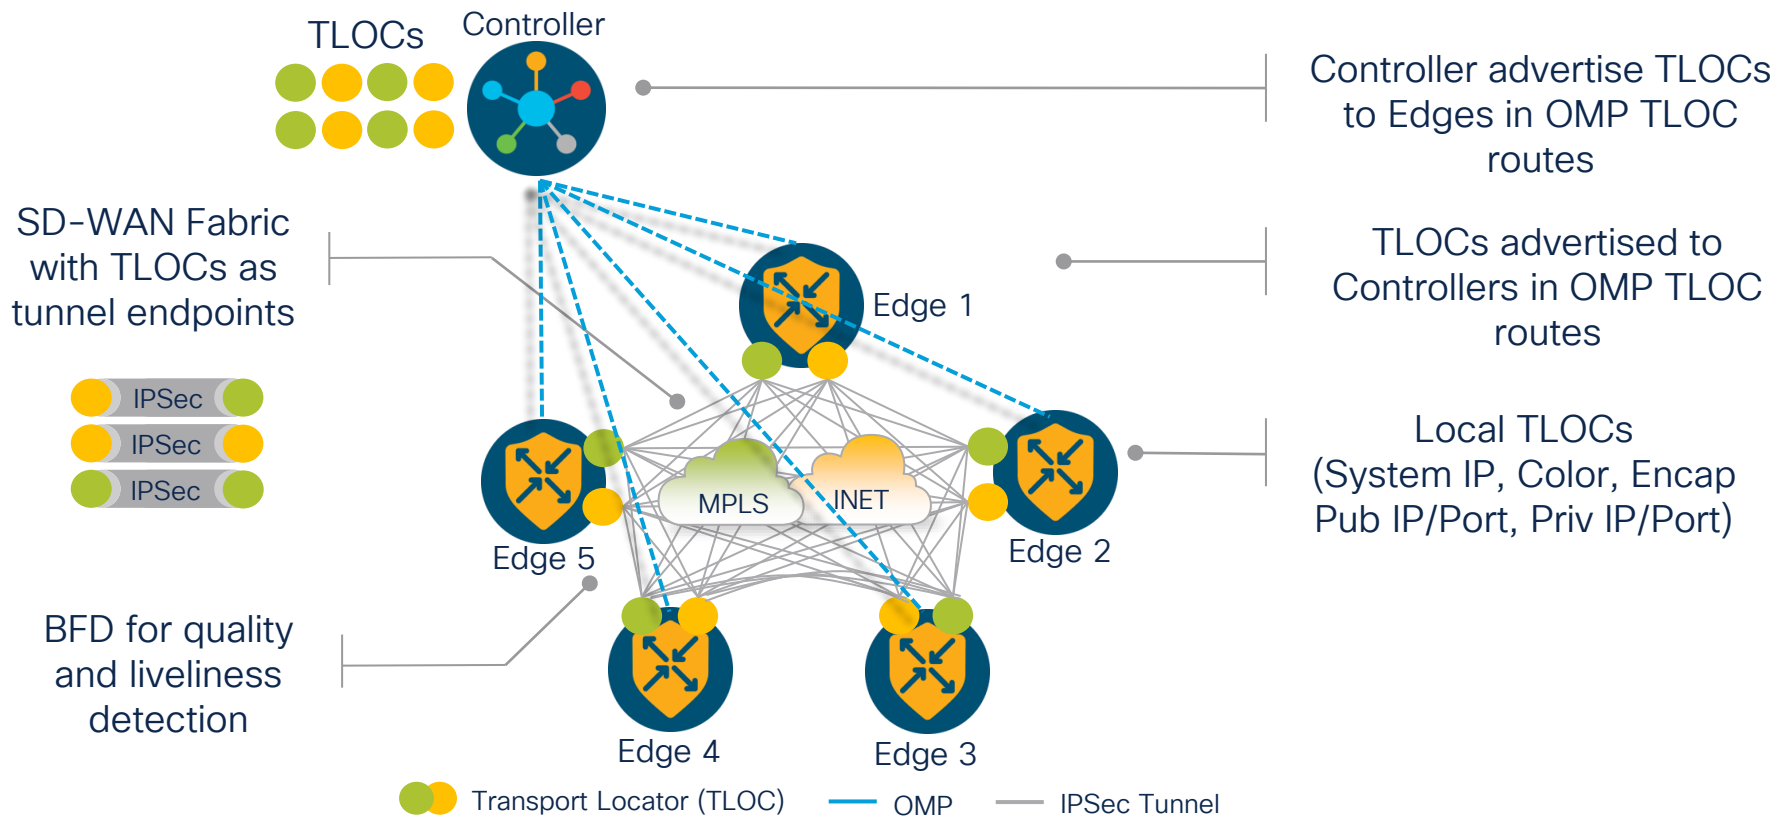 TLOCs
Controller
Controller advertise TLOCs
to Edges in OMP TLOC
routes
SD-WAN Fabric
with TLOCs as
tunnel endpoints
TLOCs advertised to
Controllers in OMP TLOC
routes
Edge 1
IPSec
IPSec
IPSec
Local TLOCs
(System IP, Color, Encap
Pub IP/Port, Priv IP/Port)
MPLS
INET
Edge 5
Edge 2
BFD for quality
and liveliness
detection
Edge 4
Edge 3
Transport Locator (TLOC)
OMP
IPSec Tunnel